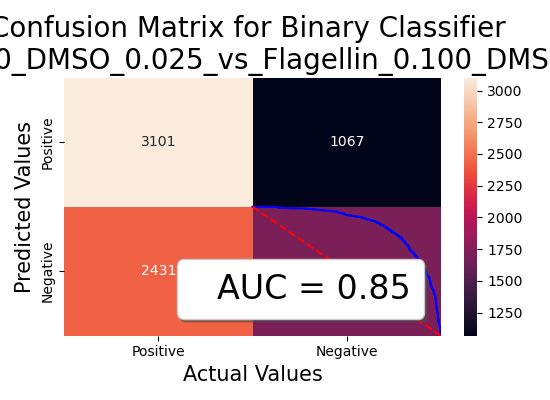 Confusion Matrix for Binary Classifier
0_DMSO_0.025_vs_Flagellin_0.100_DMS
Predicted Values
Positive
Negative
3101
1067
2431
AUC = 0.85
Positive
Negative
Actual Values
3000
2750
2500
2250
2000
1750
1500
1250